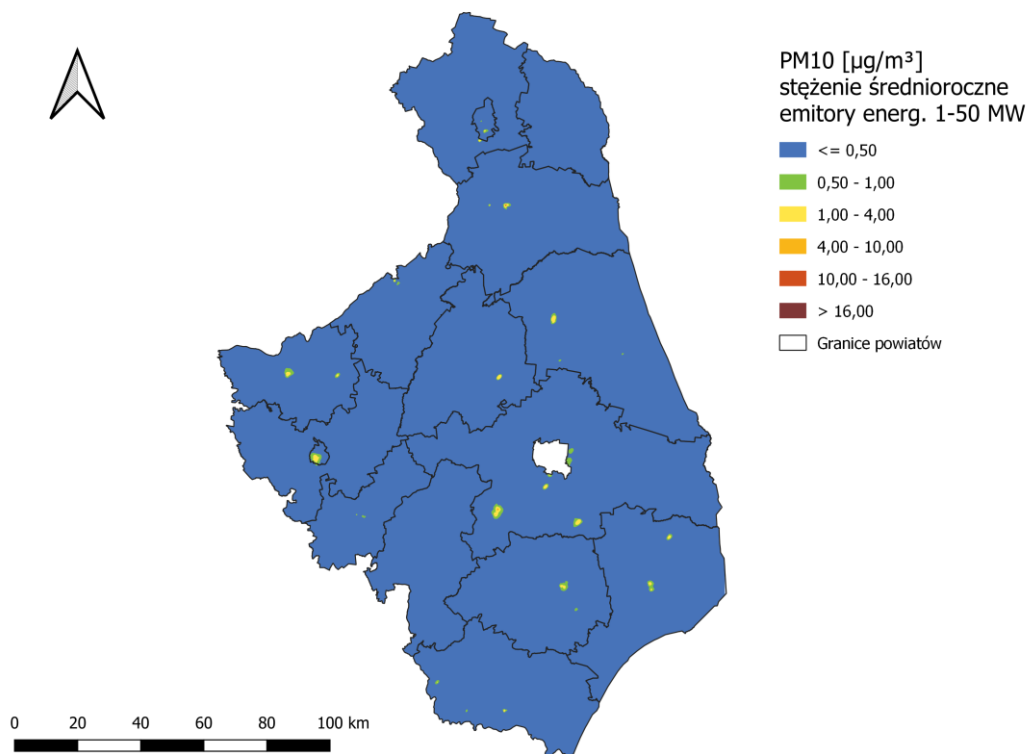 PM10 [µg/m³]
stężenie średnioroczne
emitory energ. 1-50 MW
<= 0,50
0,50 - 1,00
1,00 - 4,00
4,00 - 10,00
10,00 - 16,00
> 16,00
Granice powiatów
0 20 40 60 80 100 km